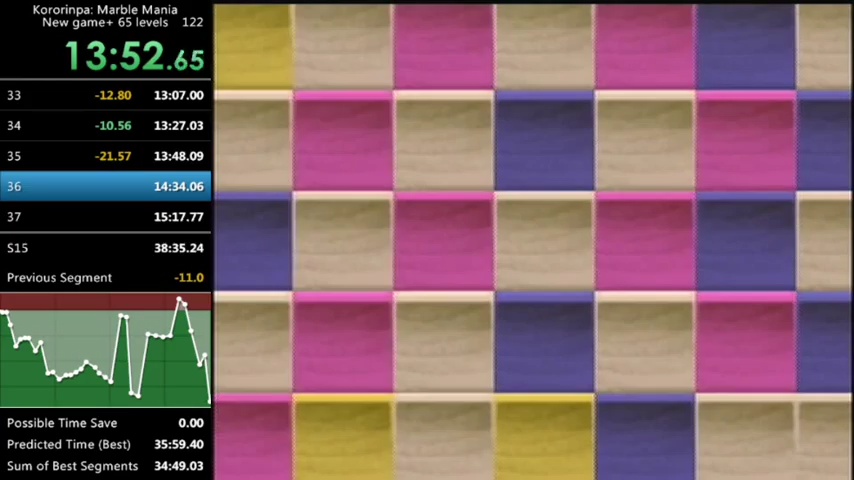 Kororinpa: Marble Mania
New game+ 65 levels 122
13:52.65
33 -12.80 13:07.00
34 -10.56 13:27.03
35 -21.57 13:48.09
36 14:34.06
37 15:17.77
S15 38:35.24
Previous Segment -11.0
Possible Time Save 0.00
Predicted Time (Best) 35:59.40
Sum of Best Segments 34:49.03